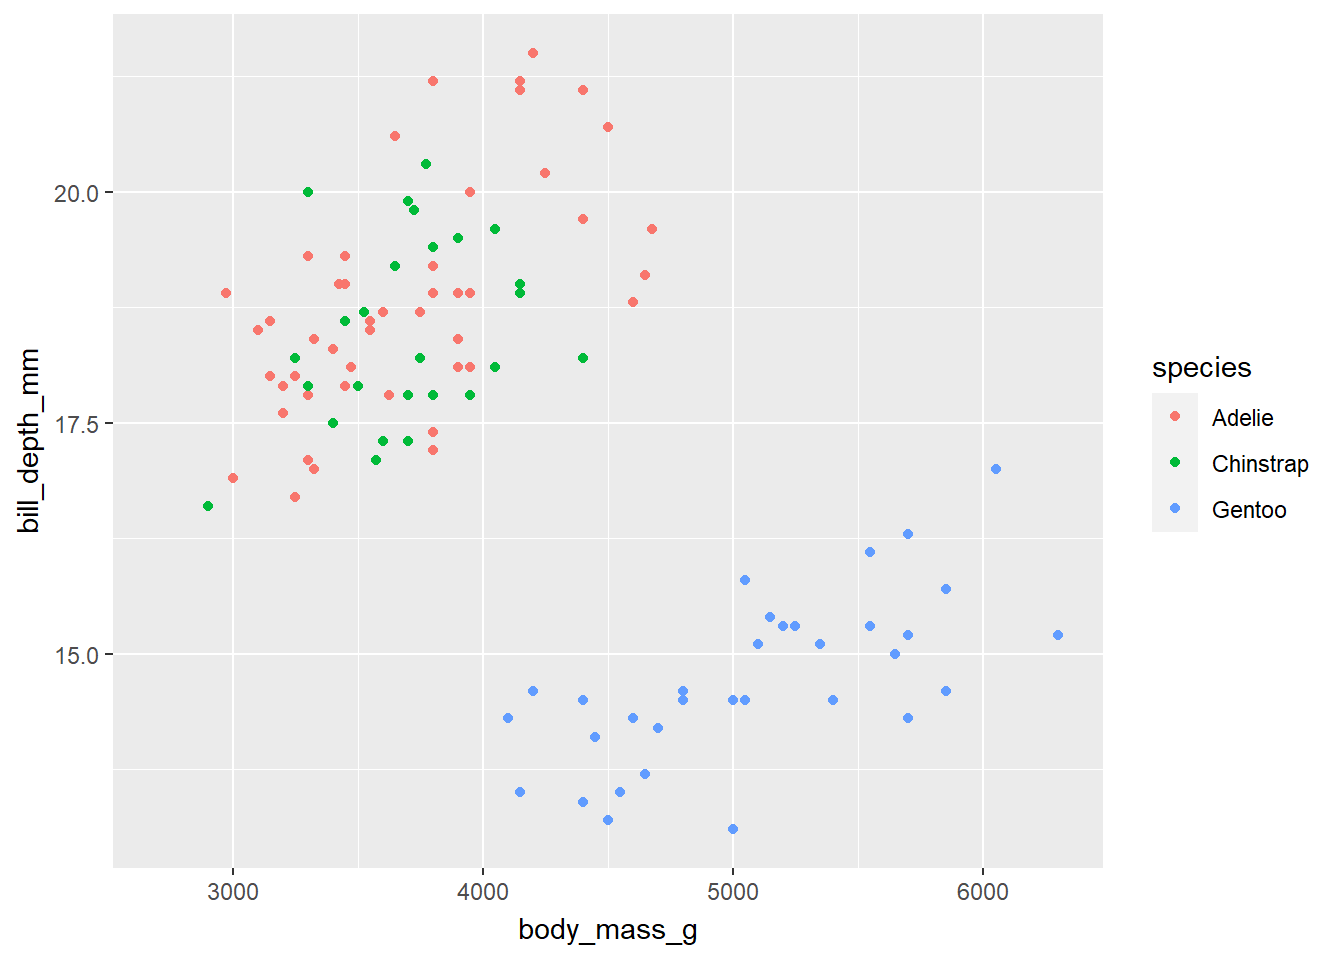 20.0
17.5
15.0
bill_depth_mm
3000 4000 5000 6000
body_mass_g
species
Adelie
Chinstrap
Gentoo